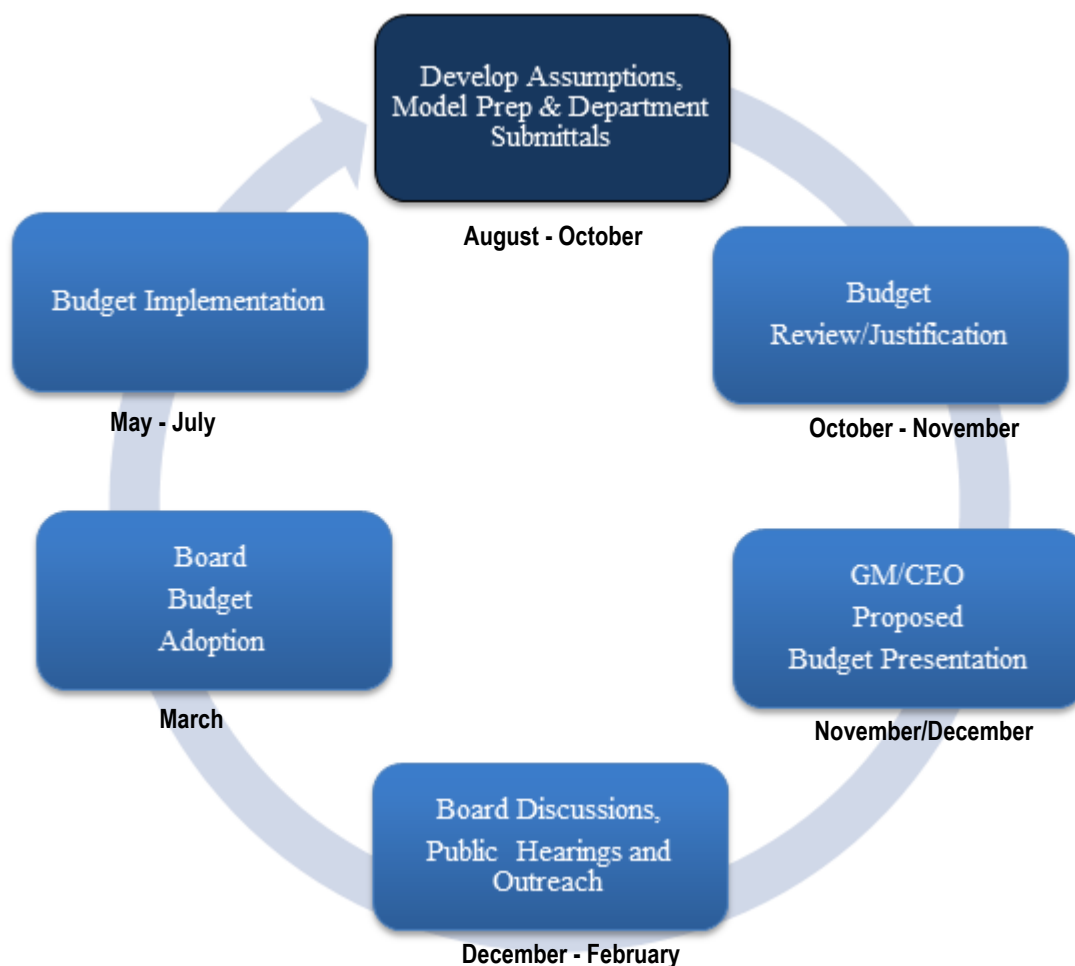 Develop Assumptions,
Model Prep & Department
Submittals
August - October
Budget
Review/Justification
October - November
GM/CEO
Proposed
Budget Presentation
November/December
Board Discussions,
Public Hearings and
Outreach
December - February
Board
Budget
Adoption
March
Budget Implementation
May - July